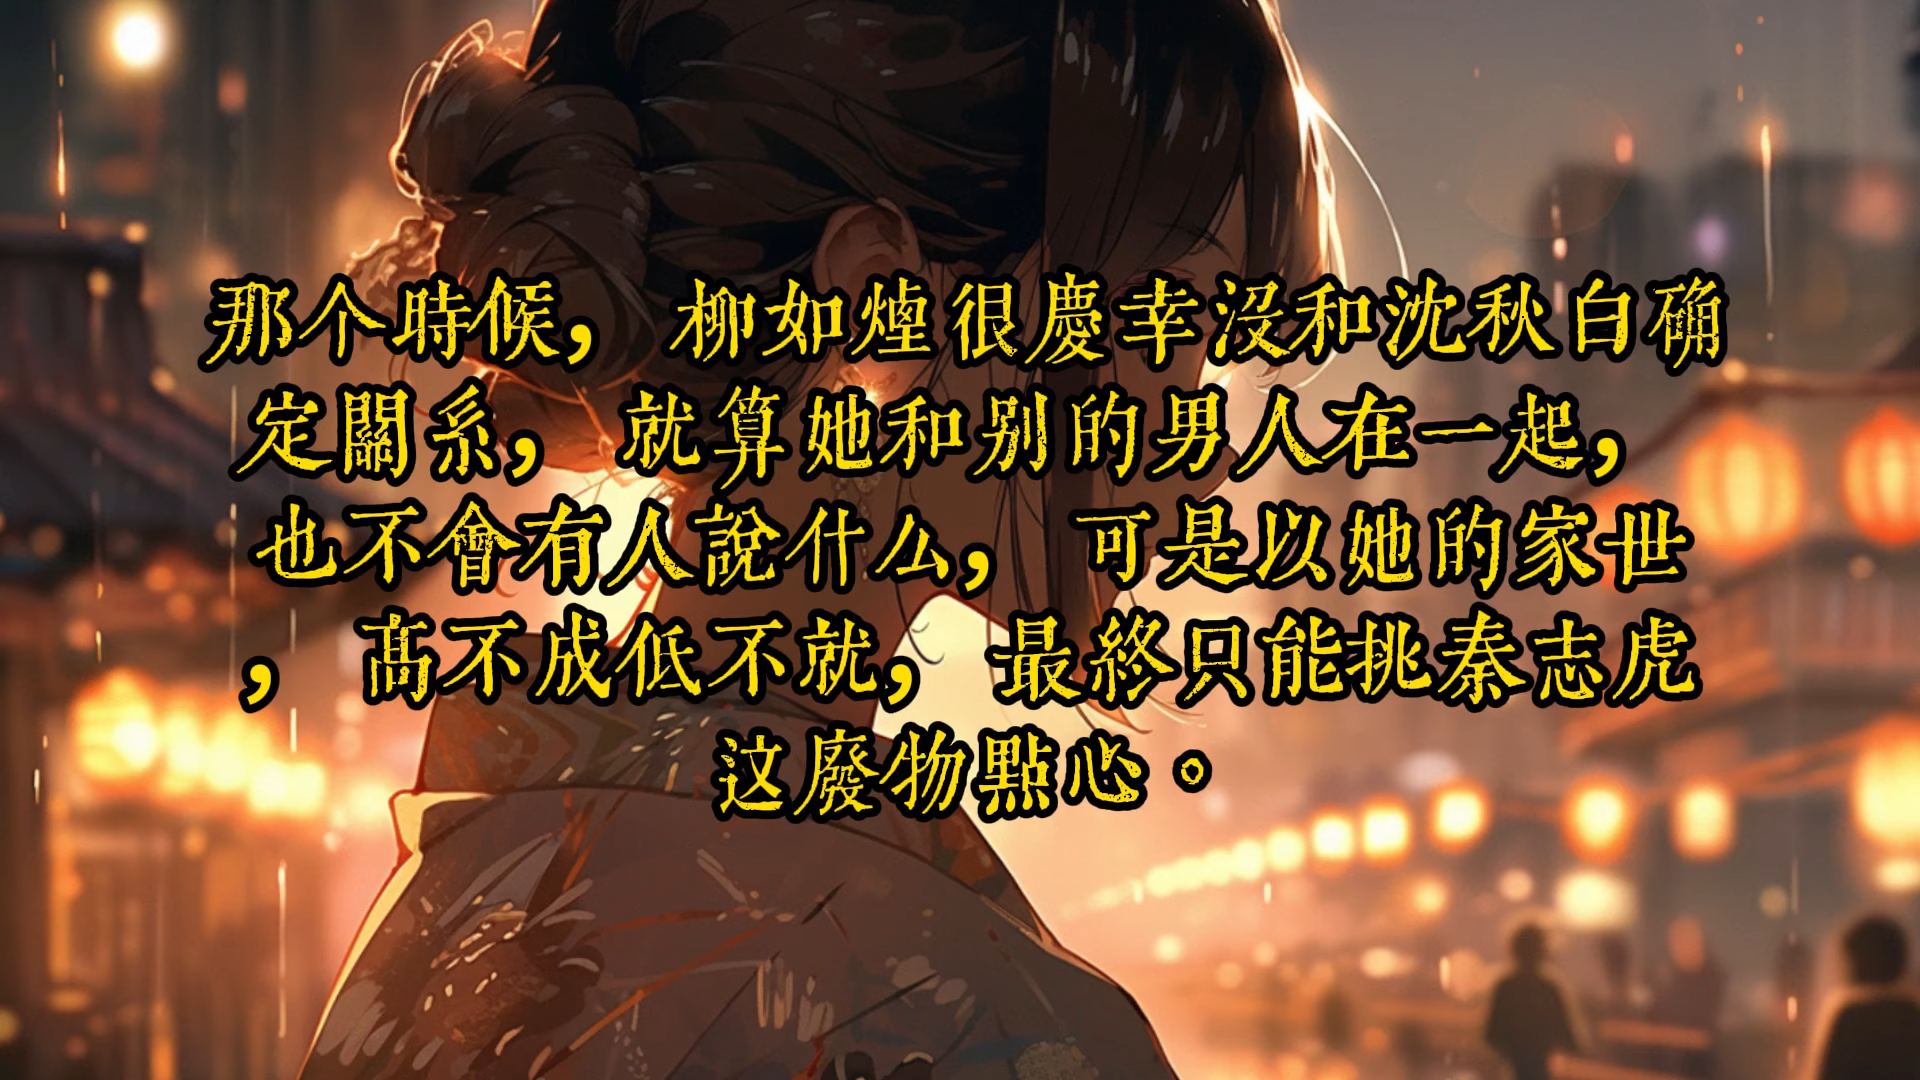 那个時候，柳如煙很慶幸沒和沈秋白确
定關系，就算她和别的男人在一起，
也不會有人說什么，可是以她的家世
，高不成低不就，最終只能挑秦志虎
这廢物點心。